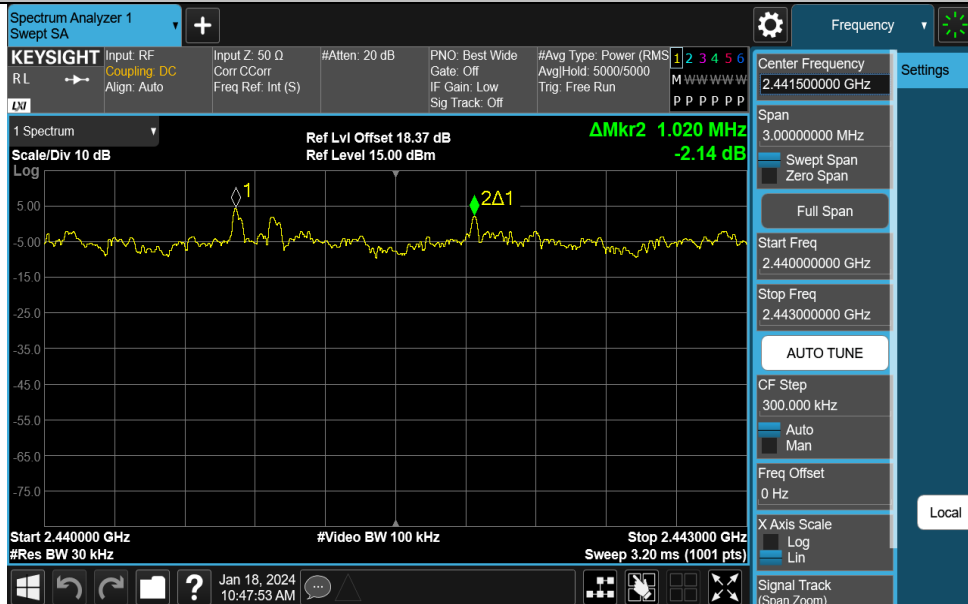 Spectrum Analyzer 1
Swept SA
+
Frequency
KEYSIGHT
R L
LXI
Input: RF
Coupling: DC
Align: Auto
Input Z: 50 Ω
Corr CCorr
Freq Ref: Int (S)
#Atten: 20 dB
PNO: Best Wide
Gate: Off
IF Gain: Low
Sig Track: Off
#Avg Type: Power (RMS
Avg|Hold: 5000/5000
Trig: Free Run
1 2 3 4 5 6
M W W W W W
P P P P P P
1 Spectrum
Scale/Div 10 dB
Log
Ref Lvl Offset 18.37 dB
Ref Level 15.00 dBm
ΔMkr2 1.020 MHz
-2.14 dB
1
2Δ1
5.00
-5.00
-15.0
-25.0
-35.0
-45.0
-55.0
-65.0
-75.0
Start 2.440000 GHz
#Res BW 30 kHz
#Video BW 100 kHz
Stop 2.443000 GHz
Sweep 3.20 ms (1001 pts)
Center Frequency
2.441500000 GHz
Span
3.00000000 MHz
Swept Span
Zero Span
Full Span
Start Freq
2.440000000 GHz
Stop Freq
2.443000000 GHz
AUTO TUNE
CF Step
300.000 kHz
Auto
Man
Freq Offset
0 Hz
X Axis Scale
Log
Lin
Signal Track
(Span Zoom)
Settings
Local
?
Jan 18, 2024
10:47:53 AM